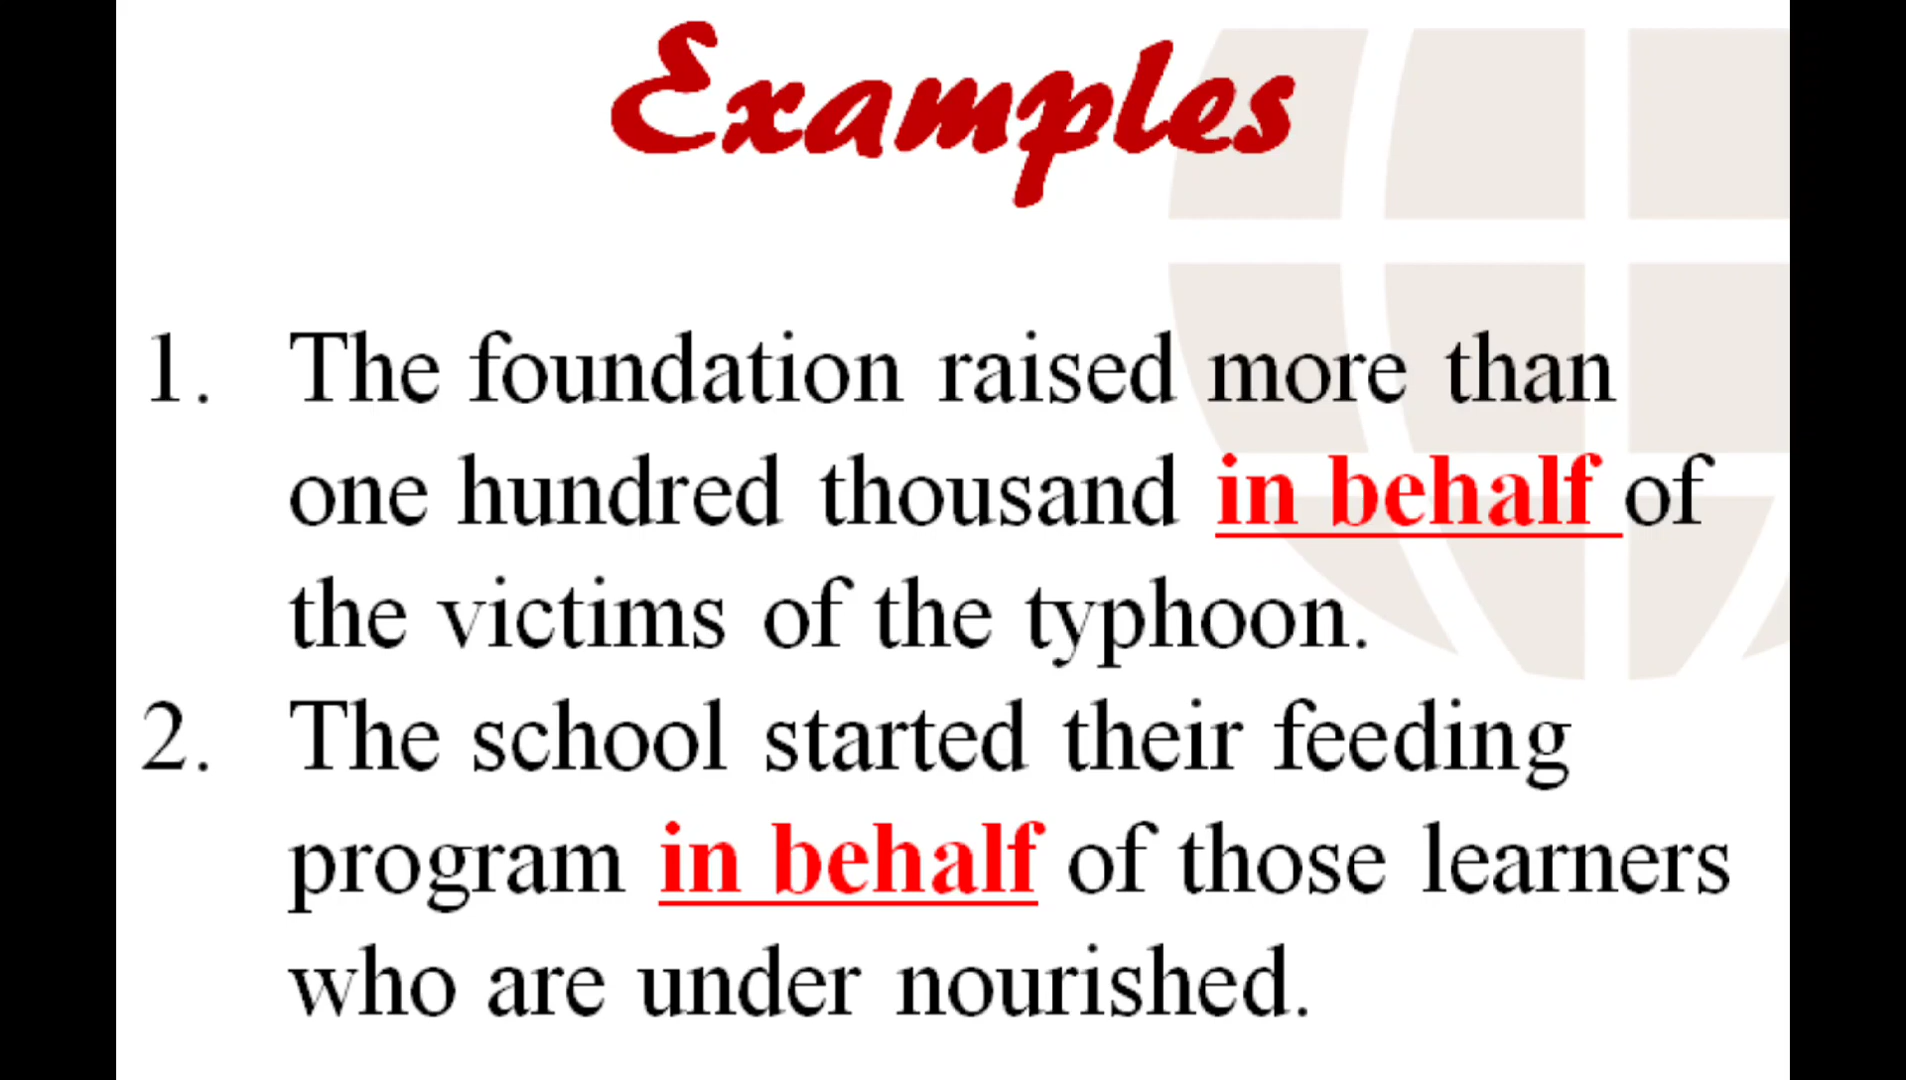 Examples
1. The foundation raised more than
one hundred thousand in behalf of
the victims of the typhoon.
2. The school started their feeding
program in behalf of those learners
who are under nourished.